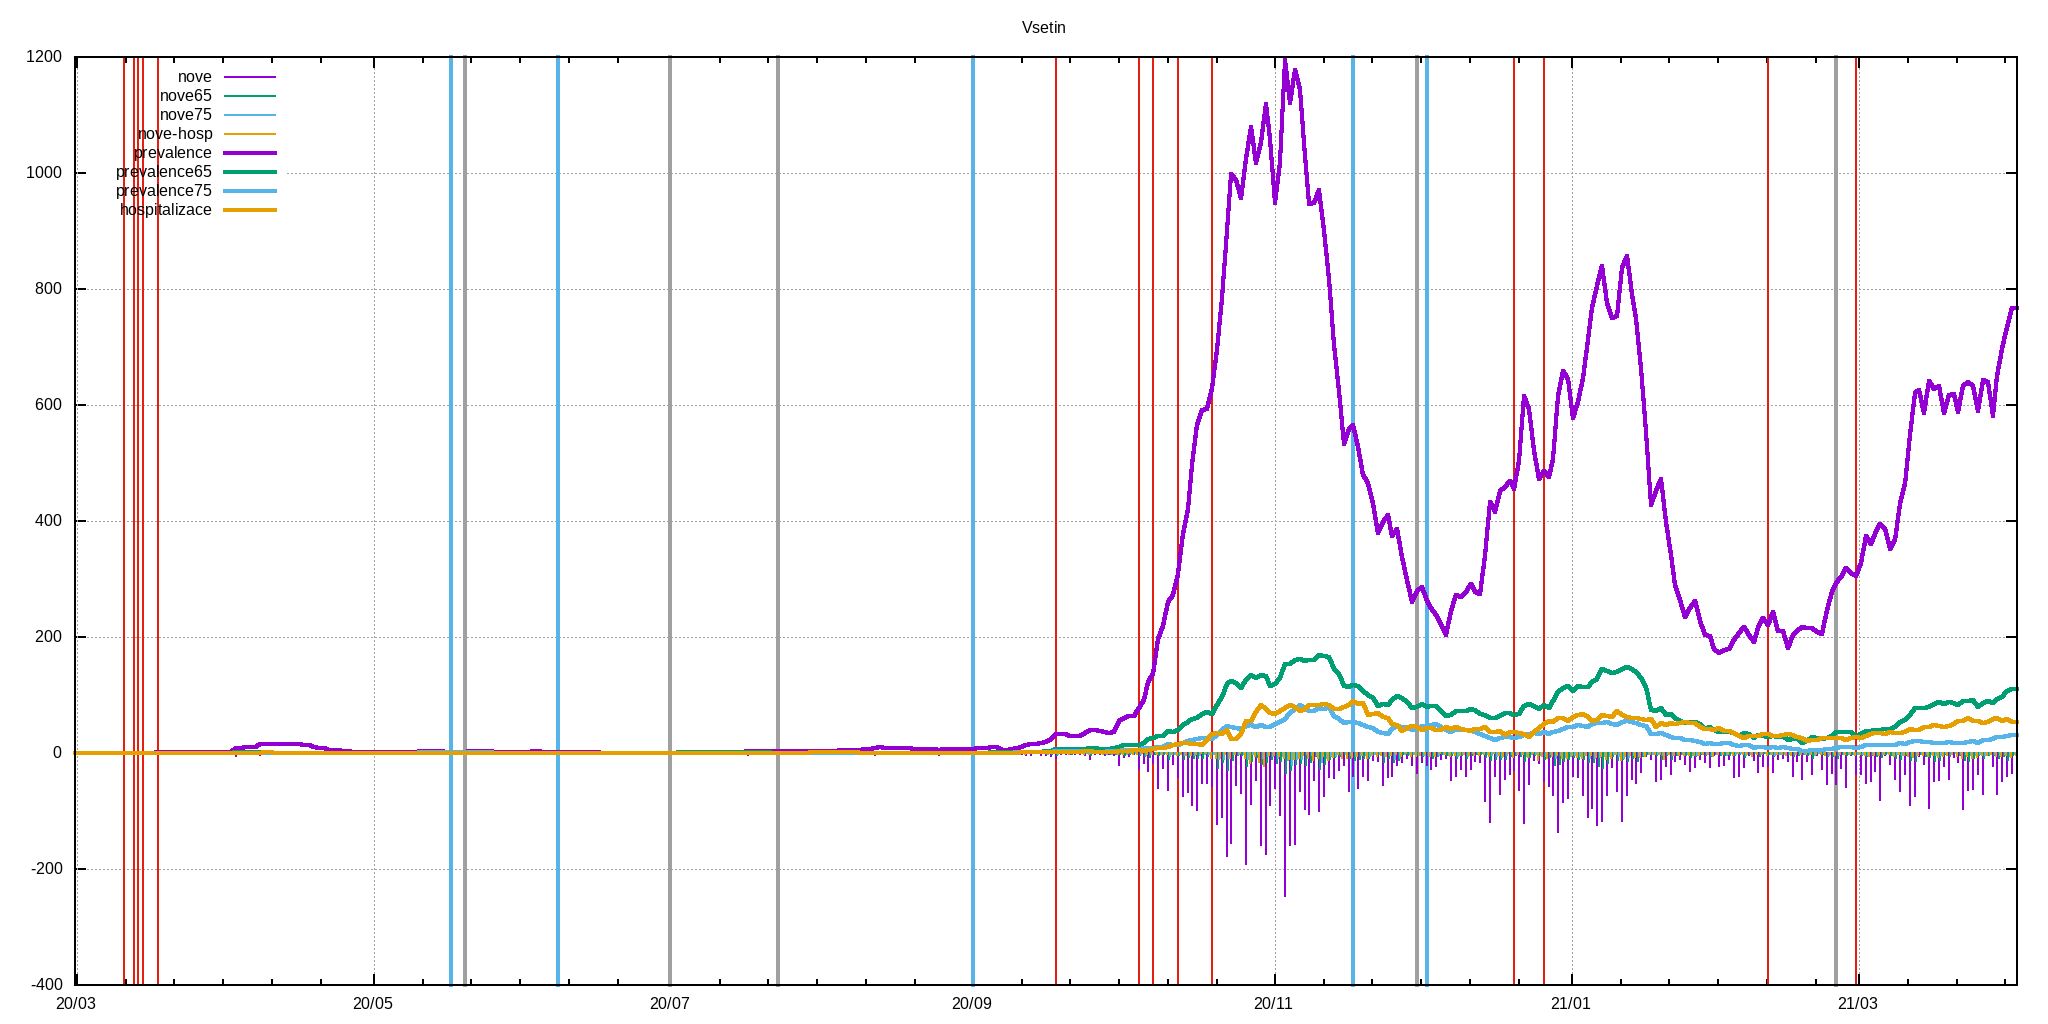 Vsetin
1200
1000
800
600
400
200
0
-200
-400
nove
nove65
nove75
nove-hosp
prevalence
prevalence65
prevalence75
hospitalizace
20/03 20/05 20/07 20/09 20/11 21/01 21/03